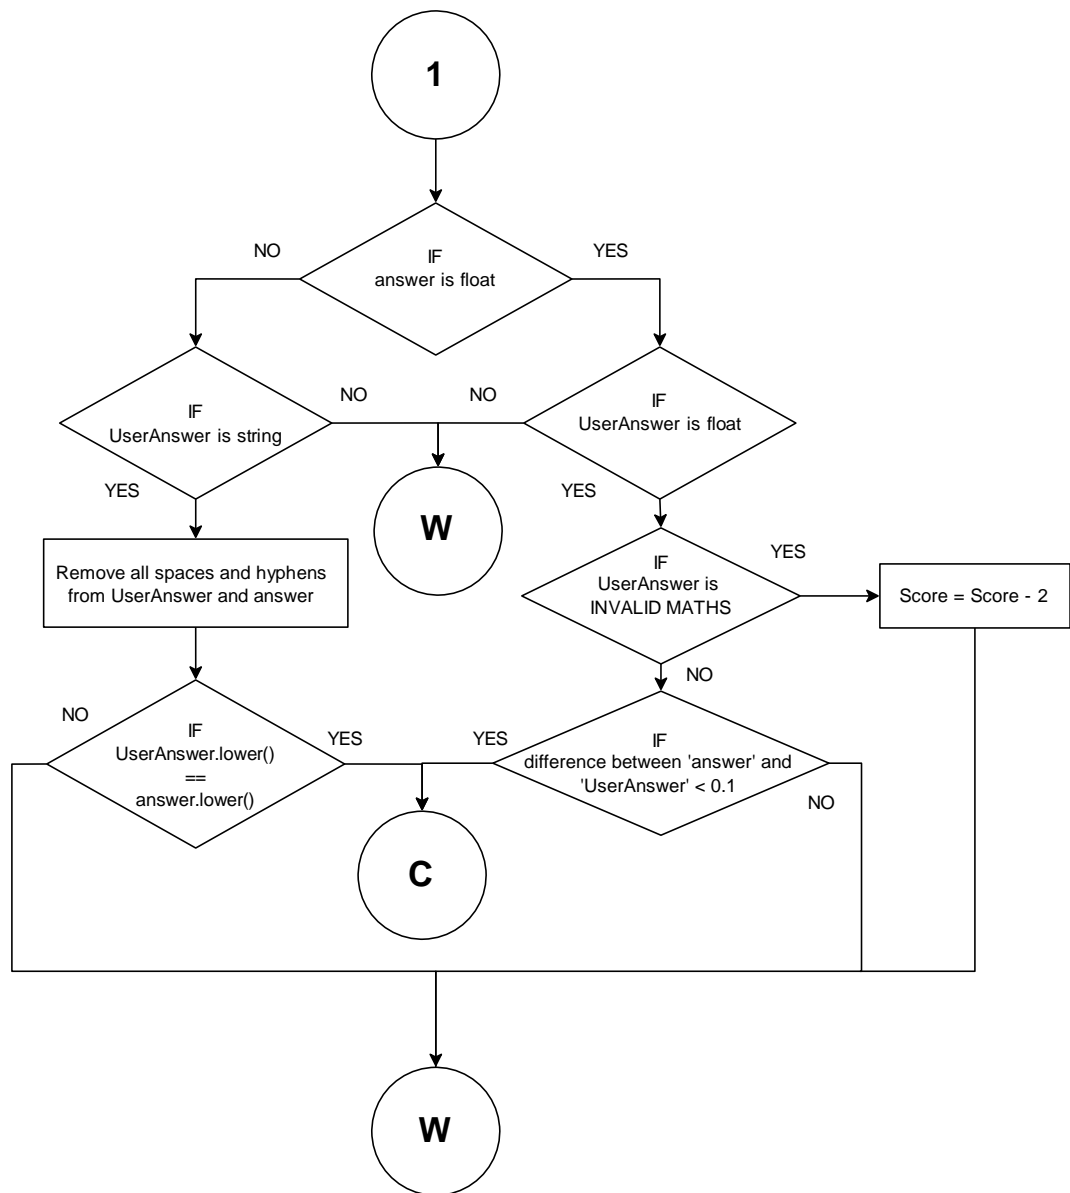 1
NO
YES
IF
answer is float
NO
NO
IF
UserAnswer is string
IF
UserAnswer is float
YES
YES
W
YES
Remove all spaces and hyphens
from UserAnswer and answer
IF
UserAnswer is
INVALID MATHS
Score = Score - 2
NO
NO
YES
YES
IF
UserAnswer.lower()
==
answer.lower()
IF
difference between 'answer' and
'UserAnswer' < 0.1
NO
C
W